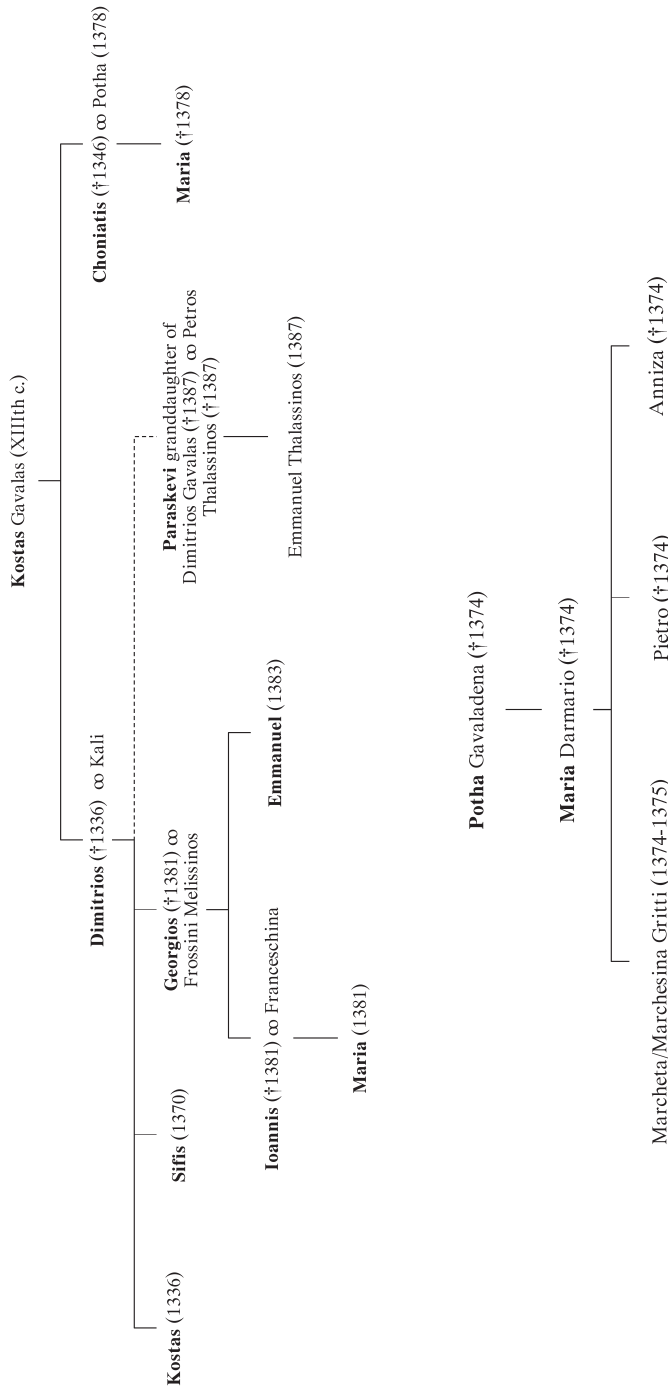 Kostas Gavalas (XIIIth c.)
Dimitrios (†1336) ∞ Kali
Choniatis (†1346) ∞ Potha (1378)
Kostas (1336)
Sifis (1370)
Georgios (†1381) ∞
Frossini Melissinos
Paraskevi granddaughter of
Dimitrios Gavalas (†1387) ∞ Petros
Thalassinos (†1387)
Maria (†1378)
Ioannis (†1381) ∞ Franceschina
Emmanuel (1383)
Emmanuel Thalassinos (1387)
Maria (1381)
Potha Gavaladena (†1374)
Maria Darmario (†1374)
Marcheta/Marchesina Gritti (1374-1375)
Pietro (†1374)
Anniza (†1374)